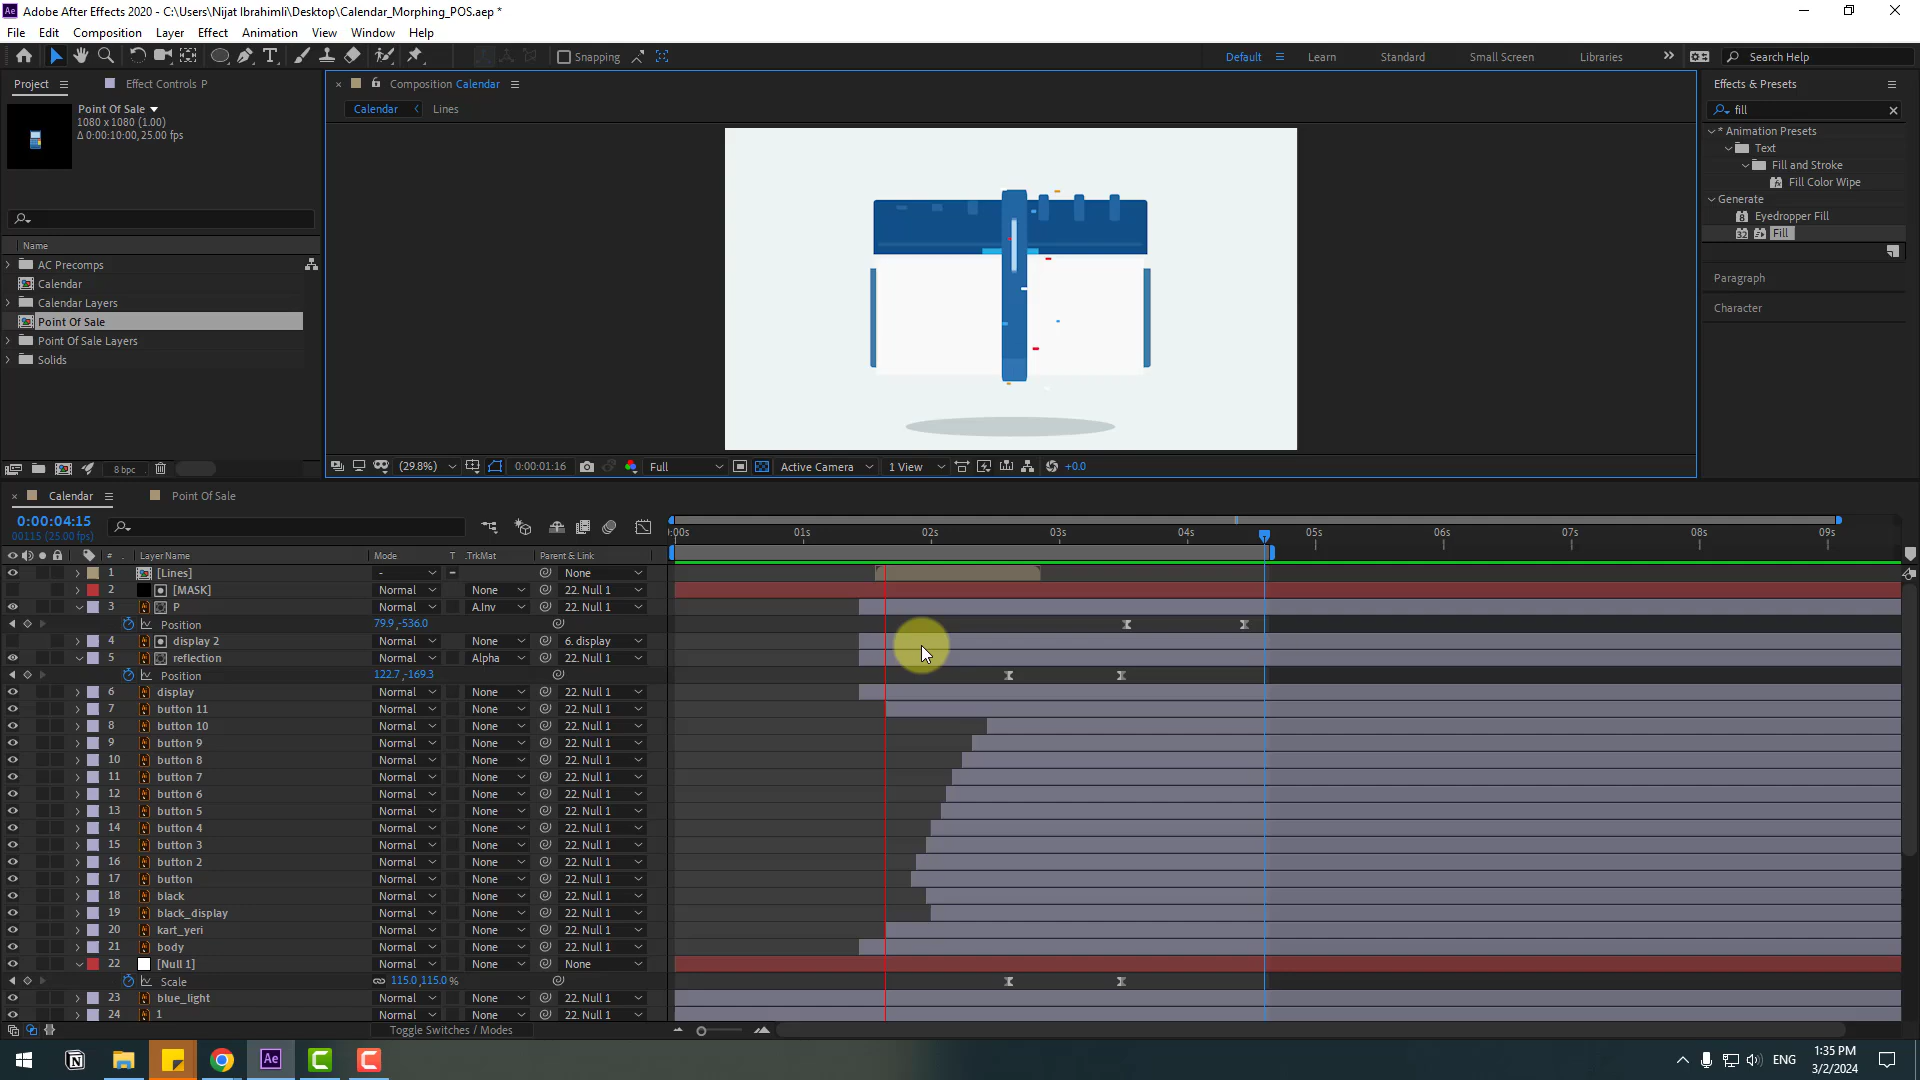 Adobe After Effects 2020 - C:\Users\Nijat Ibrahimli\Desktop\Calendar_Morphing_POS.aep *
File Edit Composition Layer Effect Animation View Window Help
Snapping Default Learn Standard Small Screen Libraries Search Help
Project Effect Controls P
Point Of Sale
1080 x 1080 (1.00)
Δ 0:00:10:00, 25.00 fps
Name
AC Precomps
Calendar
Calendar Layers
Point Of Sale
Point Of Sale Layers
Solids
8 bpc
Composition Calendar
Calendar Lines
(29.8%) 0:00:01:16 Full Active Camera 1 View +0.0
Effects & Presets
fill
* Animation Presets
Text
Fill and Stroke
Fill Color Wipe
Generate
Eyedropper Fill
Fill
Paragraph
Character
Calendar Point Of Sale
0:00:04:15
00115 (25.00 fps)
:00s 01s 02s 03s 04s 05s 06s 07s 08s 09s
# Layer Name Mode T .TrkMat Parent & Link
1 [Lines] - None
2 [MASK] Normal None 22. Null 1
3 P Normal A.Inv 22. Null 1
Position 79.9,-536.0
4 display 2 Normal None 6. display
5 reflection Normal Alpha 22. Null 1
Position 122.7,-169.3
6 display Normal None 22. Null 1
7 button 11 Normal None 22. Null 1
8 button 10 Normal None 22. Null 1
9 button 9 Normal None 22. Null 1
10 button 8 Normal None 22. Null 1
11 button 7 Normal None 22. Null 1
12 button 6 Normal None 22. Null 1
13 button 5 Normal None 22. Null 1
14 button 4 Normal None 22. Null 1
15 button 3 Normal None 22. Null 1
16 button 2 Normal None 22. Null 1
17 button Normal None 22. Null 1
18 black Normal None 22. Null 1
19 black_display Normal None 22. Null 1
20 kart_yeri Normal None 22. Null 1
21 body Normal None 22. Null 1
22 [Null 1] Normal None None
Scale 115.0,115.0 %
23 blue_light Normal None 22. Null 1
24 1 Normal None 22. Null 1
Toggle Switches / Modes
ENG
1:35 PM
3/2/2024